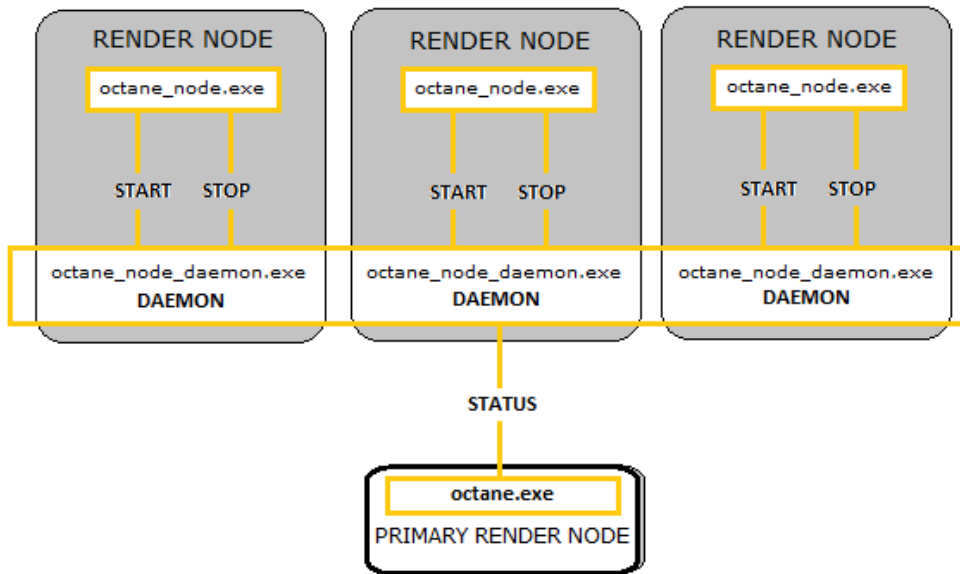 RENDER NODE
octane_node.exe
START STOP
octane_node_daemon.exe
DAEMON
RENDER NODE
octane_node.exe
START STOP
octane_node_daemon.exe
DAEMON
RENDER NODE
octane_node.exe
START STOP
octane_node_daemon.exe
DAEMON
STATUS
octane.exe
PRIMARY RENDER NODE